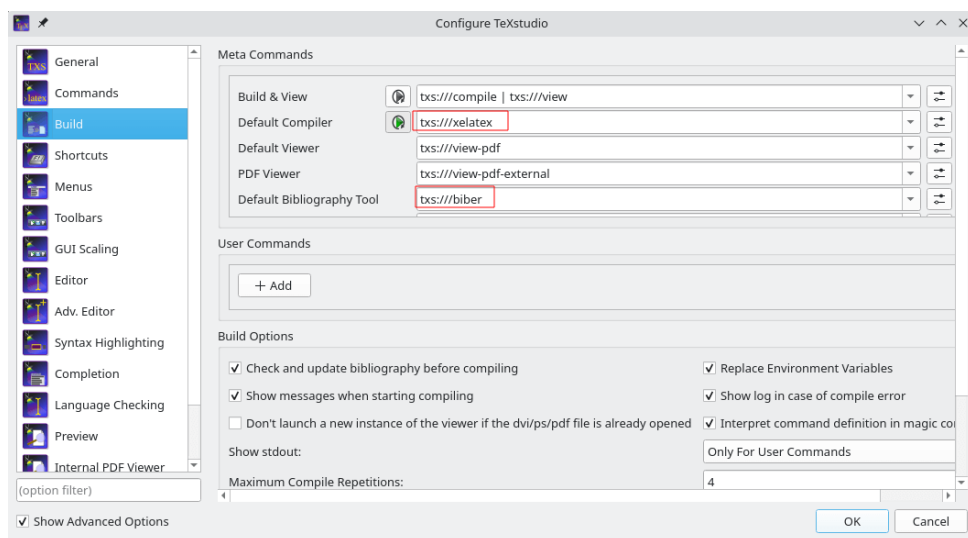 Configure TeXstudio
General
Commands
Build
Shortcuts
Menus
Toolbars
GUI Scaling
Editor
Adv. Editor
Syntax Highlighting
Completion
Language Checking
Preview
Internal PDF Viewer
(option filter)
Show Advanced Options
Meta Commands
Build & View txs:///compile | txs:///view
Default Compiler txs:///xelatex
Default Viewer txs:///view-pdf
PDF Viewer txs:///view-pdf-external
Default Bibliography Tool txs:///biber
User Commands
+ Add
Build Options
Check and update bibliography before compiling Replace Environment Variables
Show messages when starting compiling Show log in case of compile error
Don't launch a new instance of the viewer if the dvi/ps/pdf file is already opened Interpret command definition in magic co
Show stdout: Only For User Commands
Maximum Compile Repetitions: 4
OK Cancel